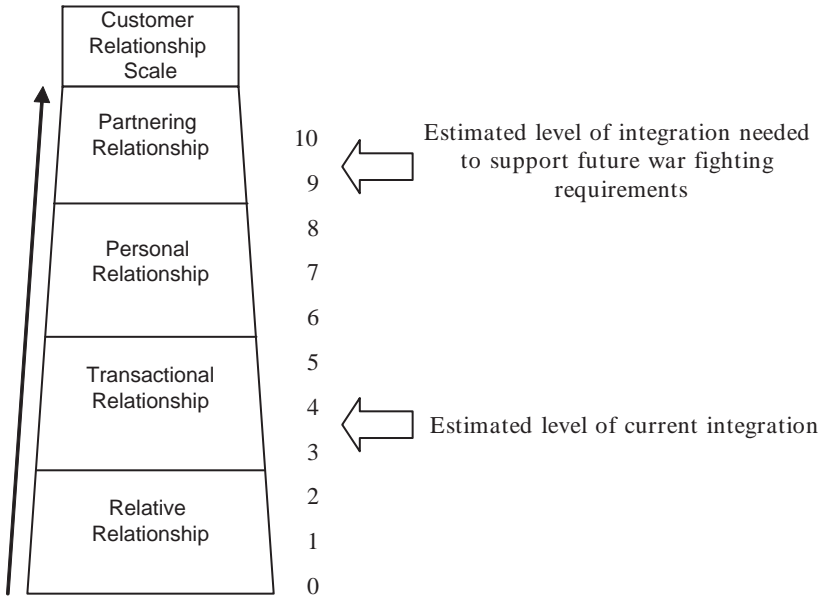 Customer
Relationship
Scale
Partnering
Relationship
Personal
Relationship
Transactional
Relationship
Relative
Relationship
10
9
8
7
6
5
4
3
2
1
0
Estimated level of integration needed
to support future war fighting
requirements
Estimated level of current integration